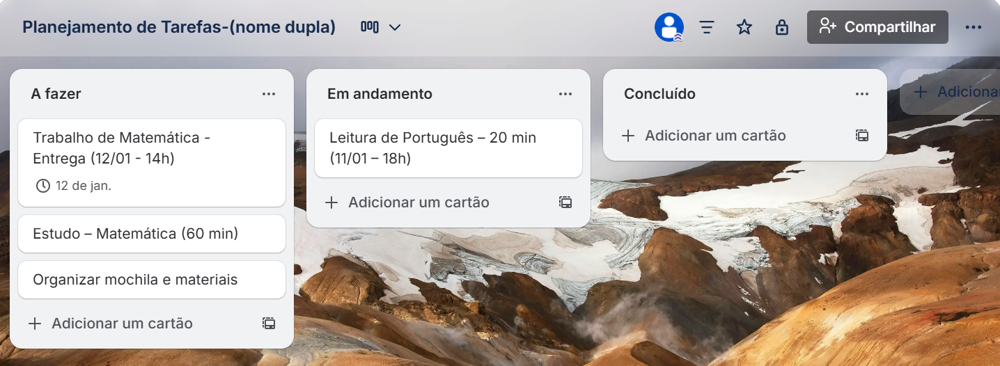 Planejamento de Tarefas-(nome dupla)
Compartilhar
A fazer
Trabalho de Matemática -
Entrega (12/01 - 14h)
12 de jan.
Estudo – Matemática (60 min)
Organizar mochila e materiais
Adicionar um cartão
Em andamento
Leitura de Português – 20 min
(11/01 – 18h)
Adicionar um cartão
Concluído
Adicionar um cartão